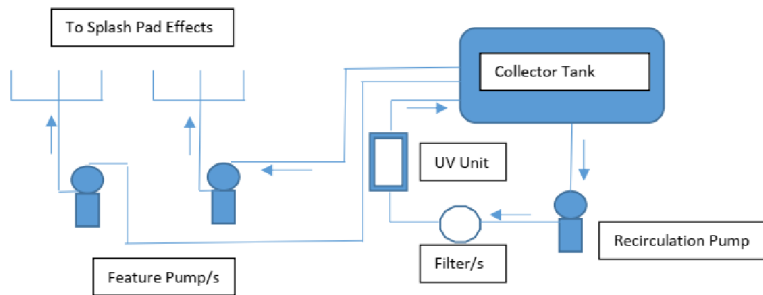 To Splash Pad Effects
Collector Tank
UV Unit
Recirculation Pump
Feature Pump/s
Filter/s